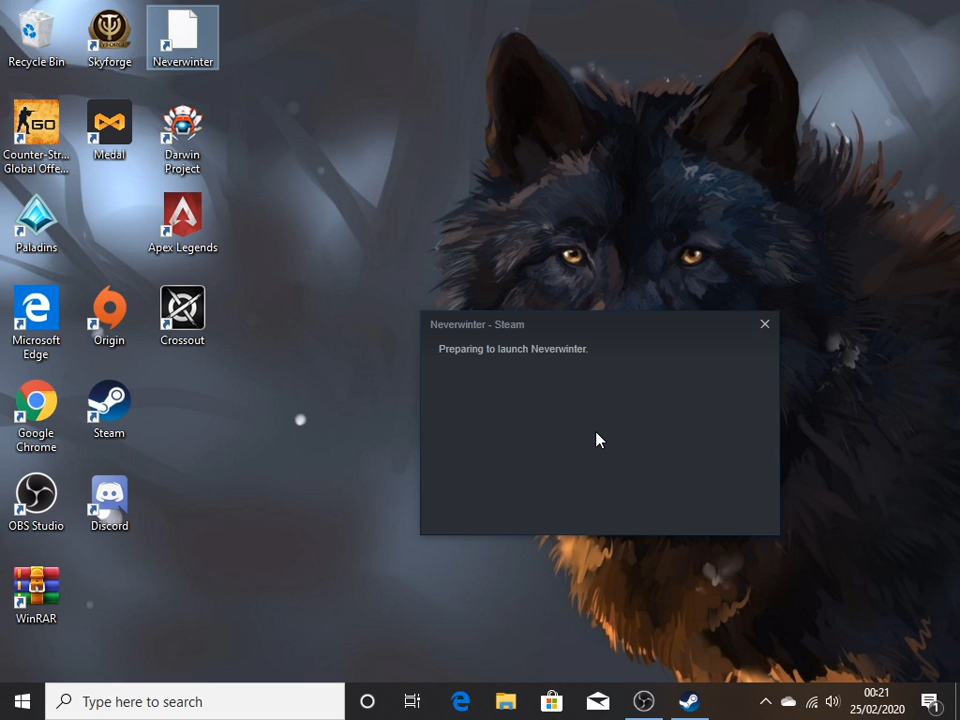 Recycle Bin
Skyforge
Neverwinter
GO
Counter-Str...
Global Offe...
Medal
Darwin
Project
Paladins
Apex Legends
Microsoft
Edge
Origin
Crossout
Google
Chrome
Steam
OBS Studio
Discord
WinRAR
Neverwinter - Steam
Preparing to launch Neverwinter.
Type here to search
00:21
25/02/2020
1